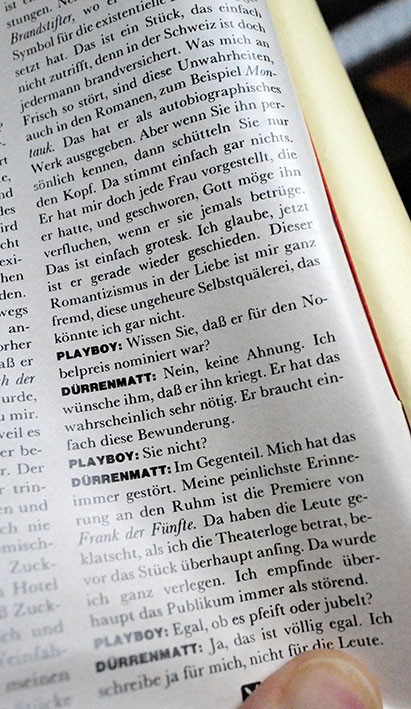 ist
stungen. Ne
Brandstifter, wo er
Symbol für die existentielle
setzt hat. Das ist ein Stück, das einfach
nicht zutrifft, denn in der Schweiz ist doch
jedermann brandversichert. Was mich an
Frisch so stört, sind diese Unwahrheiten,
auch in den Romanen, zum Beispiel Mon-
tauk. Das hat er als autobiographisches
Werk ausgegeben. Aber wenn Sie ihn per-
sönlich kennen, dann schütteln Sie nur
den Kopf. Da stimmt einfach gar nichts.
Er hat mir doch jede Frau vorgestellt, die
er hatte, und geschworen, Gott möge ihn
verfluchen, wenn er sie jemals betrüge.
Das ist einfach grotesk. Ich glaube, jetzt
ist er gerade wieder geschieden. Dieser
Romantizismus in der Liebe ist mir ganz
fremd, diese ungeheure Selbstquälerei, das
könnte ich gar nicht.
PLAYBOY: Wissen Sie, daß er für den No-
belpreis nominiert war?
DÜRRENMATT: Nein, keine Ahnung. Ich
wünsche ihm, daß er ihn kriegt. Er hat das
wahrscheinlich sehr nötig. Er braucht ein-
fach diese Bewunderung.
PLAYBOY: Sie nicht?
DÜRRENMATT: Im Gegenteil. Mich hat das
immer gestört. Meine peinlichste Erinne-
rung an den Ruhm ist die Premiere von
Frank der Fünfte. Da haben die Leute ge-
klatscht, als ich die Theaterloge betrat, be-
vor das Stück überhaupt anfing. Da wurde
ich ganz verlegen. Ich empfinde über-
haupt das Publikum immer als störend.
PLAYBOY: Egal, ob es pfeift oder jubelt?
DÜRRENMATT: Ja, das ist völlig egal. Ich
schreibe ja für mich, nicht für die Leute.